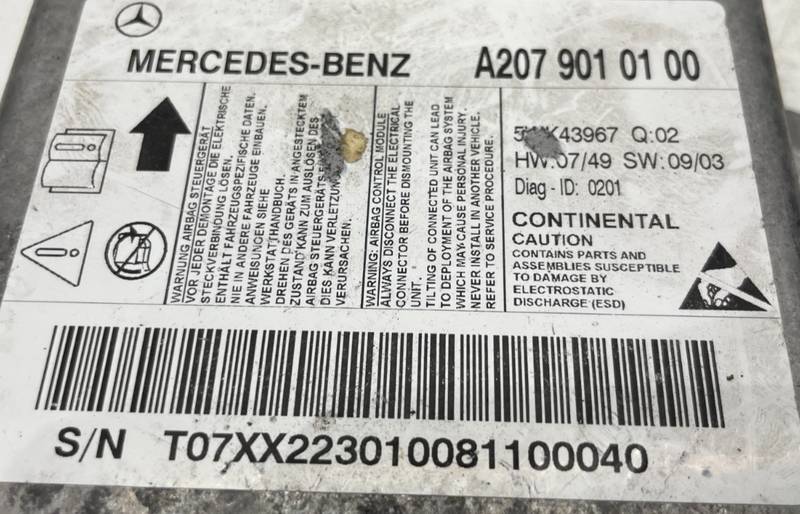 MERCEDES-BENZ A207 901 01 00
WARNUNG AIRBAG STEUERGERÄT
VOR JEDER DEMONTAGE DIE ELEKTRISCHE
STECKVERBINDUNG LÖSEN.
ENTHÄLT FAHRZEUGSPEZIFISCHE DATEN.
NIE IN ANDERE FAHRZEUGE EINBAUEN.
ANWEISUNGEN SIEHE
WERKSTATTHANDBUCH.
DREHEN DES GERÄTS IN ANGESTECKTEM
ZUSTAND KANN ZUM AUSLÖSEN DES
AIRBAG
DIES KANN
VERURSACHEN.
WARNING: AIRBAG CONTROL MODULE
ALWAYS DISCONNECT THE ELECTRICAL
CONNECTOR BEFORE DISMOUNTING THE
UNIT.
TILTING OF CONNECTED UNIT CAN LEAD
TO DEPLOYMENT OF THE AIRBAG SYSTEM
WHICH MAY CAUSE PERSONAL INJURY.
NEVER INSTALL IN ANOTHER VEHICLE.
REFER TO SERVICE PROCEDURE.
Q:02
HW:07/49 SW:09/03
Diag - ID: 0201
CONTINENTAL
CAUTION
CONTAINS PARTS AND
ASSEMBLIES SUSCEPTIBLE
TO DAMAGE BY
ELECTROSTATIC
DISCHARGE (ESD)
S/N T07XX223010081100040